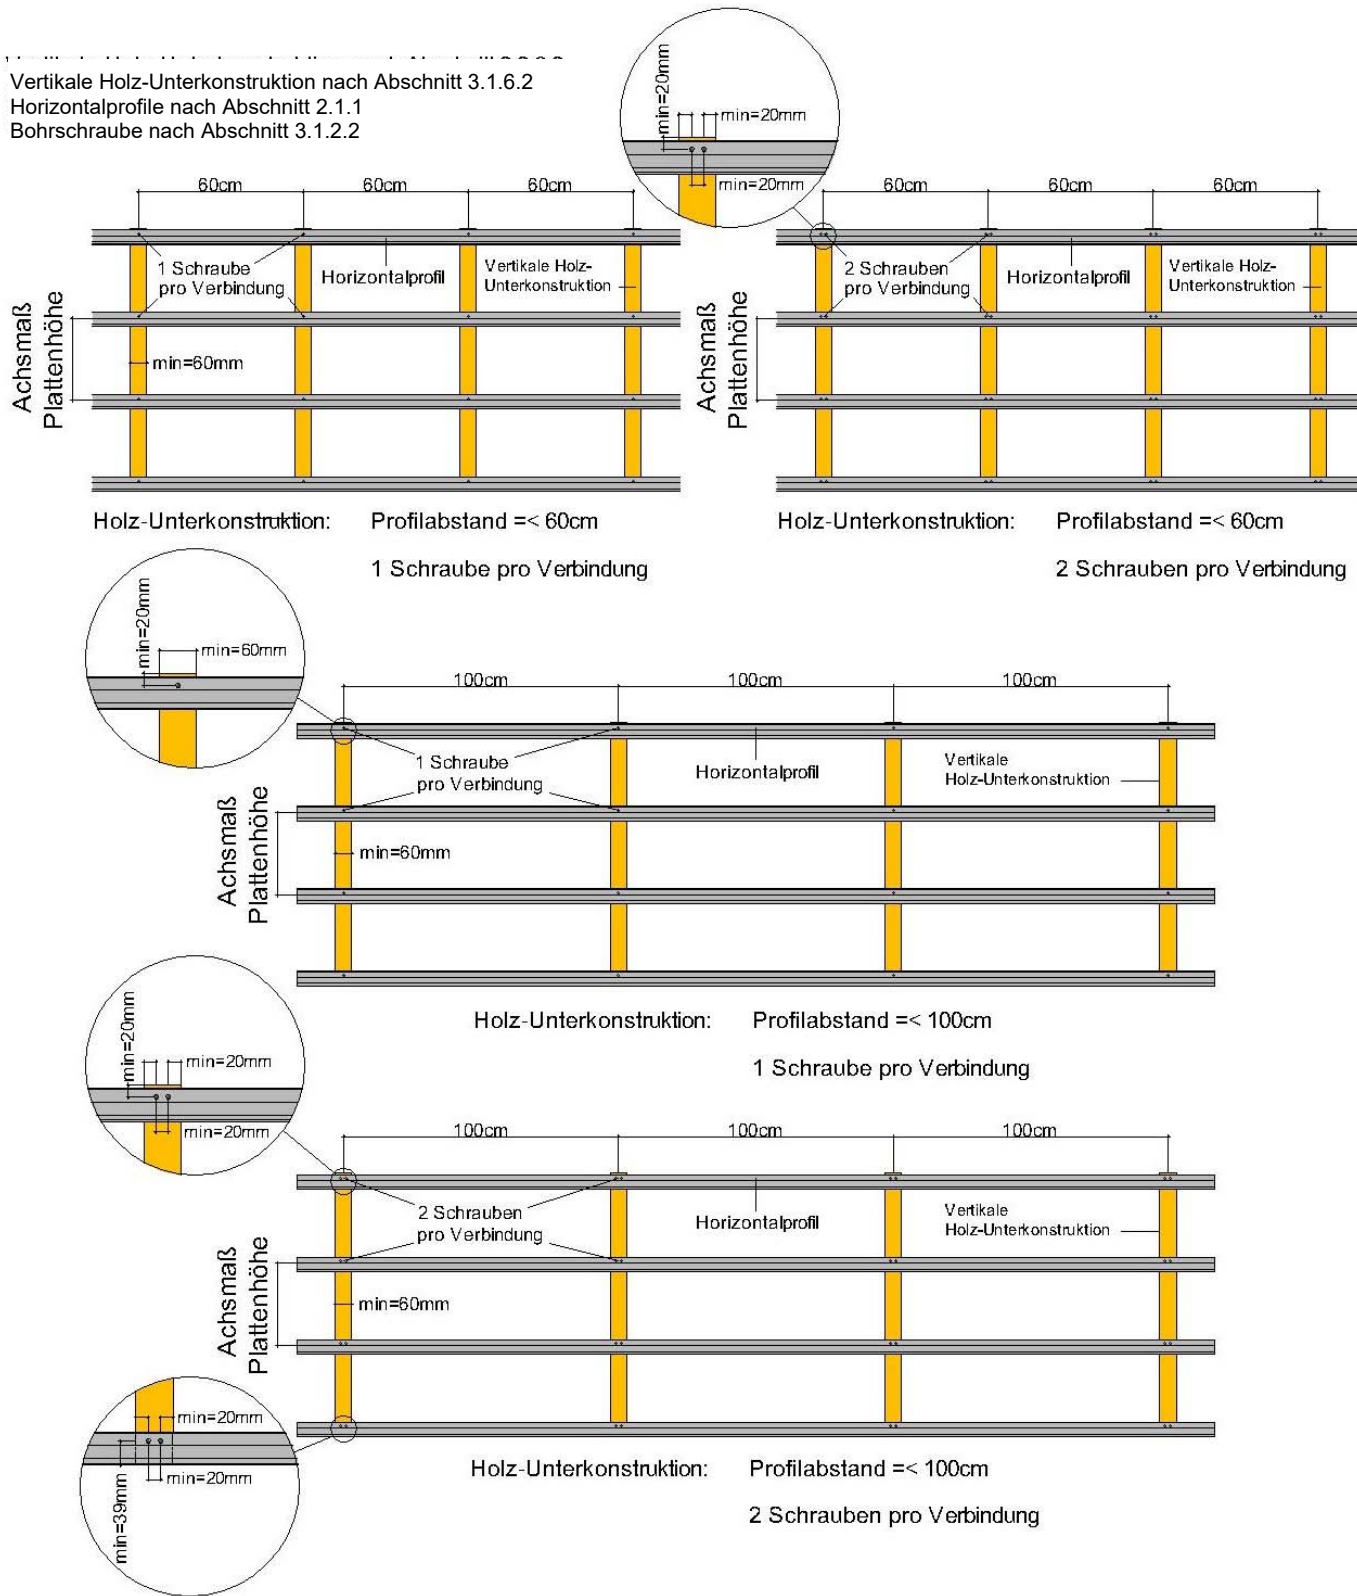 Vertikale Holz-Unterkonstruktion nach Abschnitt 3.1.6.2
Horizontalprofile nach Abschnitt 2.1.1
Bohrschraube nach Abschnitt 3.1.2.2
min=20mm
min=20mm
min=20mm
60cm
60cm
60cm
1 Schraube
pro Verbindung
Horizontalprofil
Vertikale Holz-
Unterkonstruktion
Achsmaß
Plattenhöhe
min=60mm
Holz-Unterkonstruktion:
Profilabstand =< 60cm
1 Schraube pro Verbindung
60cm
60cm
60cm
2 Schrauben
pro Verbindung
Horizontalprofil
Vertikale Holz-
Unterkonstruktion
Achsmaß
Plattenhöhe
Holz-Unterkonstruktion:
Profilabstand =< 60cm
2 Schrauben pro Verbindung
min=20mm
min=60mm
100cm
100cm
100cm
1 Schraube
pro Verbindung
Horizontalprofil
Vertikale
Holz-Unterkonstruktion
Achsmaß
Plattenhöhe
min=60mm
Holz-Unterkonstruktion:
Profilabstand =< 100cm
1 Schraube pro Verbindung
min=20mm
min=20mm
min=20mm
100cm
100cm
100cm
2 Schrauben
pro Verbindung
Horizontalprofil
Vertikale
Holz-Unterkonstruktion
Achsmaß
Plattenhöhe
min=60mm
min=20mm
min=20mm
min=39mm
Holz-Unterkonstruktion:
Profilabstand =< 100cm
2 Schrauben pro Verbindung